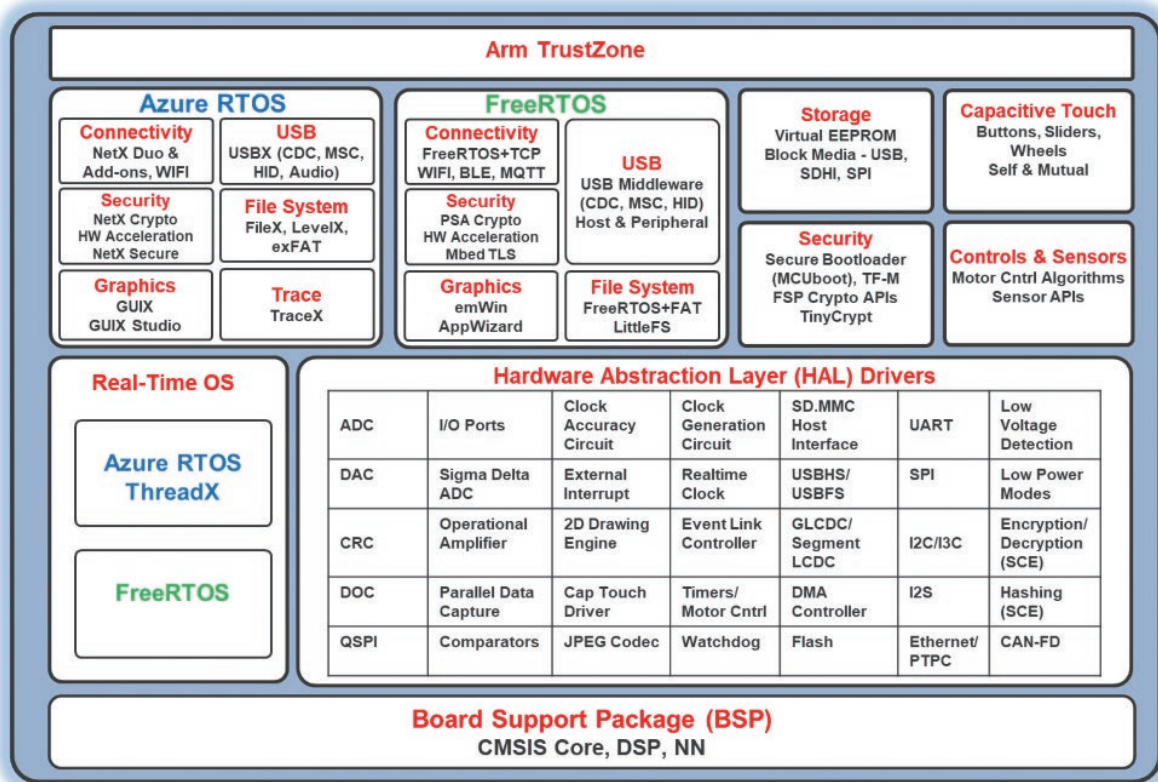 Arm TrustZone
Azure RTOS
Connectivity
NetX Duo &
Add-ons, WIFI
USB
USBX (CDC, MSC,
HID, Audio)
Security
NetX Crypto
HW Acceleration
NetX Secure
File System
FileX, LevelX,
exFAT
Graphics
GUIX
GUIX Studio
Trace
TraceX
FreeRTOS
Connectivity
FreeRTOS+TCP
WIFI, BLE, MQTT
Security
PSA Crypto
HW Acceleration
Mbed TLS
USB
USB Middleware
(CDC, MSC, HID)
Host & Peripheral
Graphics
emWin
AppWizard
File System
FreeRTOS+FAT
LittleFS
Storage
Virtual EEPROM
Block Media - USB,
SDHI, SPI
Capacitive Touch
Buttons, Sliders,
Wheels
Self & Mutual
Security
Secure Bootloader
(MCUboot), TF-M
FSP Crypto APIs
TinyCrypt
Controls & Sensors
Motor Cntrl Algorithms
Sensor APIs
Real-Time OS
Azure RTOS
ThreadX
FreeRTOS
Hardware Abstraction Layer (HAL) Drivers
ADC
I/O Ports
Clock
Accuracy
Circuit
Clock
Generation
Circuit
SD.MMC
Host
Interface
UART
Low
Voltage
Detection
DAC
Sigma Delta
ADC
External
Interrupt
Realtime
Clock
USBHS/
USBFS
SPI
Low Power
Modes
CRC
Operational
Amplifier
2D Drawing
Engine
Event Link
Controller
GLCDC/
Segment
LCDC
I2C/I3C
Encryption/
Decryption
(SCE)
DOC
Parallel Data
Capture
Cap Touch
Driver
Timers/
Motor Cntrl
DMA
Controller
I2S
Hashing
(SCE)
QSPI
Comparators
JPEG Codec
Watchdog
Flash
Ethernet/
PTPC
CAN-FD
Board Support Package (BSP)
CMSIS Core, DSP, NN